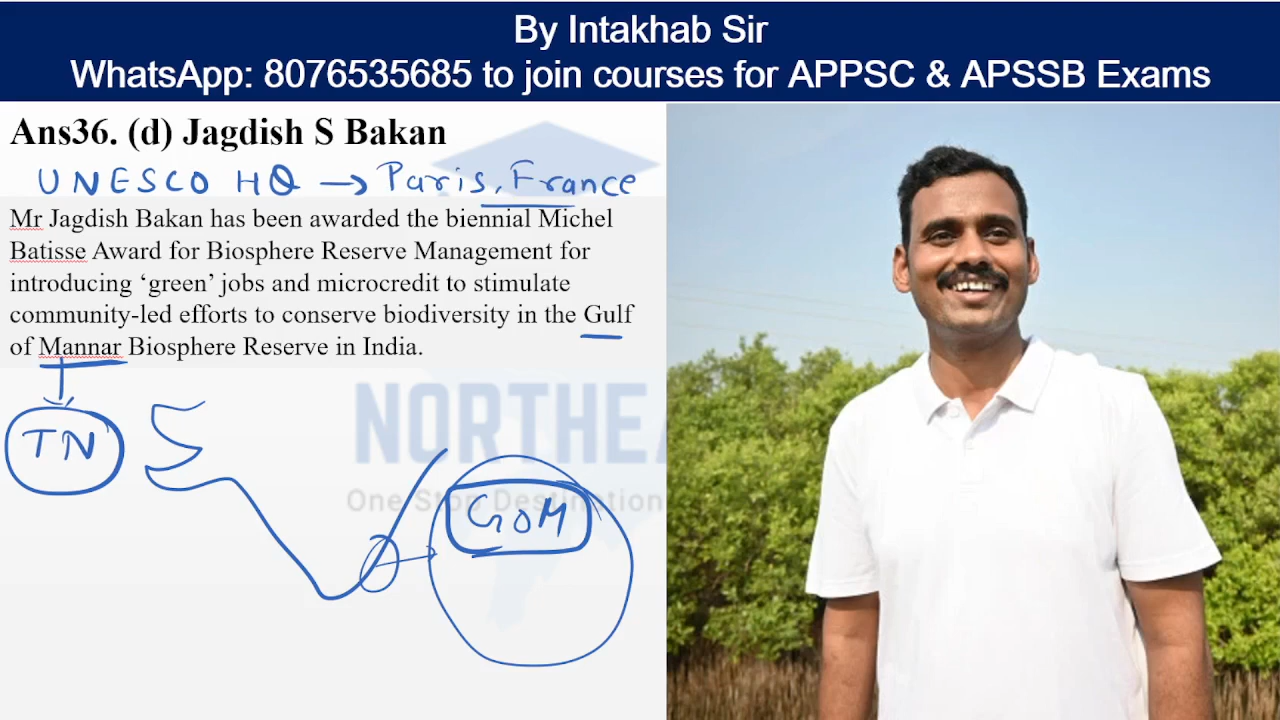 By Intakhab Sir
WhatsApp: 8076535685 to join courses for APPSC & APSSB Exams
Ans36. (d) Jagdish S Bakan
UNESCO HQ → Paris, France
Mr Jagdish Bakan has been awarded the biennial Michel
Batisse Award for Biosphere Reserve Management for
introducing ‘green’ jobs and microcredit to stimulate
community-led efforts to conserve biodiversity in the Gulf
of Mannar Biosphere Reserve in India.
TN
NORTHEA
One Stop Destination
GOM